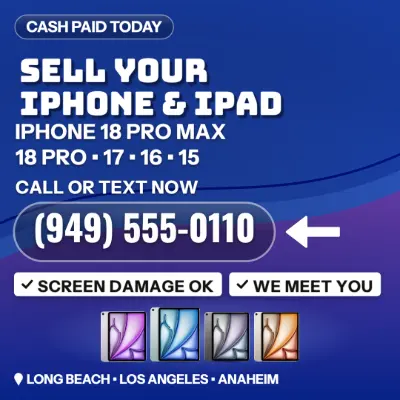 CASH PAID TODAY
SELL YOUR
IPHONE & IPAD
IPHONE 18 PRO MAX
18 PRO ▪ 17 ▪ 16 ▪ 15
CALL OR TEXT NOW
(949) 555-0110
✓ SCREEN DAMAGE OK
✓ WE MEET YOU
LONG BEACH ▪ LOS ANGELES ▪ ANAHEIM